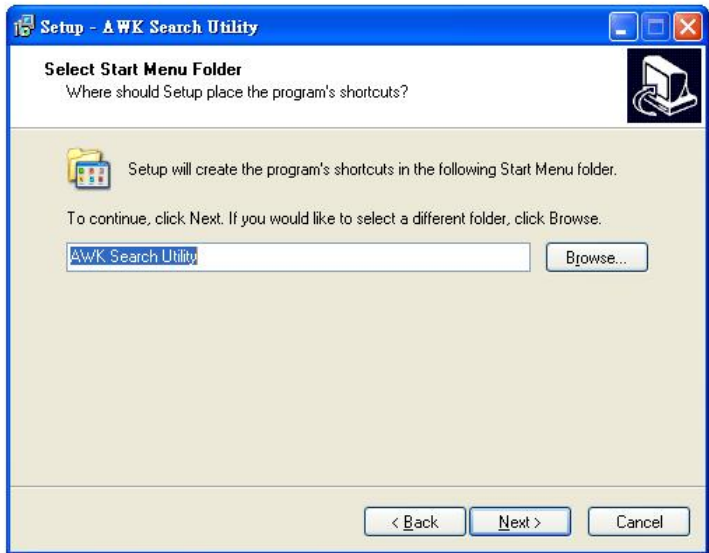 Setup - AWK Search Utility
Select Start Menu Folder
Where should Setup place the program's shortcuts?
Setup will create the program's shortcuts in the following Start Menu folder.
To continue, click Next. If you would like to select a different folder, click Browse.
AWK Search Utility
Browse...
< Back
Next >
Cancel